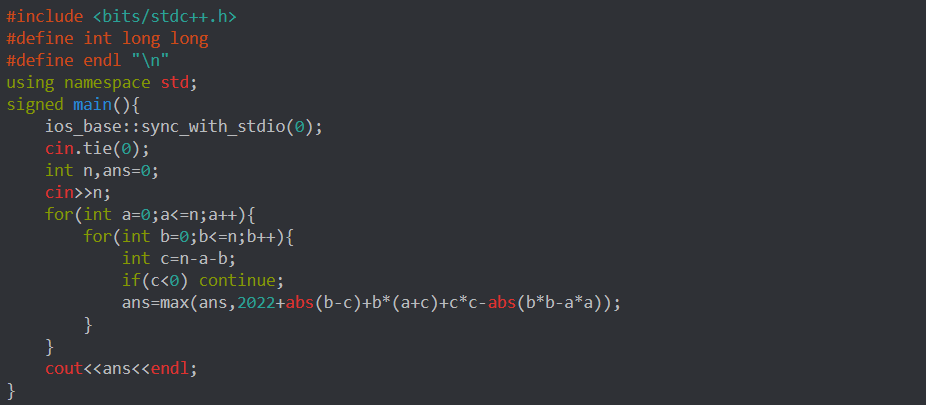 #include <bits/stdc++.h>
#define int long long
#define endl "\n"
using namespace std;
signed main(){
    ios_base::sync_with_stdio(0);
    cin.tie(0);
    int n,ans=0;
    cin>>n;
    for(int a=0;a<=n;a++){
        for(int b=0;b<=n;b++){
            int c=n-a-b;
            if(c<0) continue;
            ans=max(ans,2022+abs(b-c)+b*(a+c)+c*c-abs(b*b-a*a));
        }
    }
    cout<<ans<<endl;
}